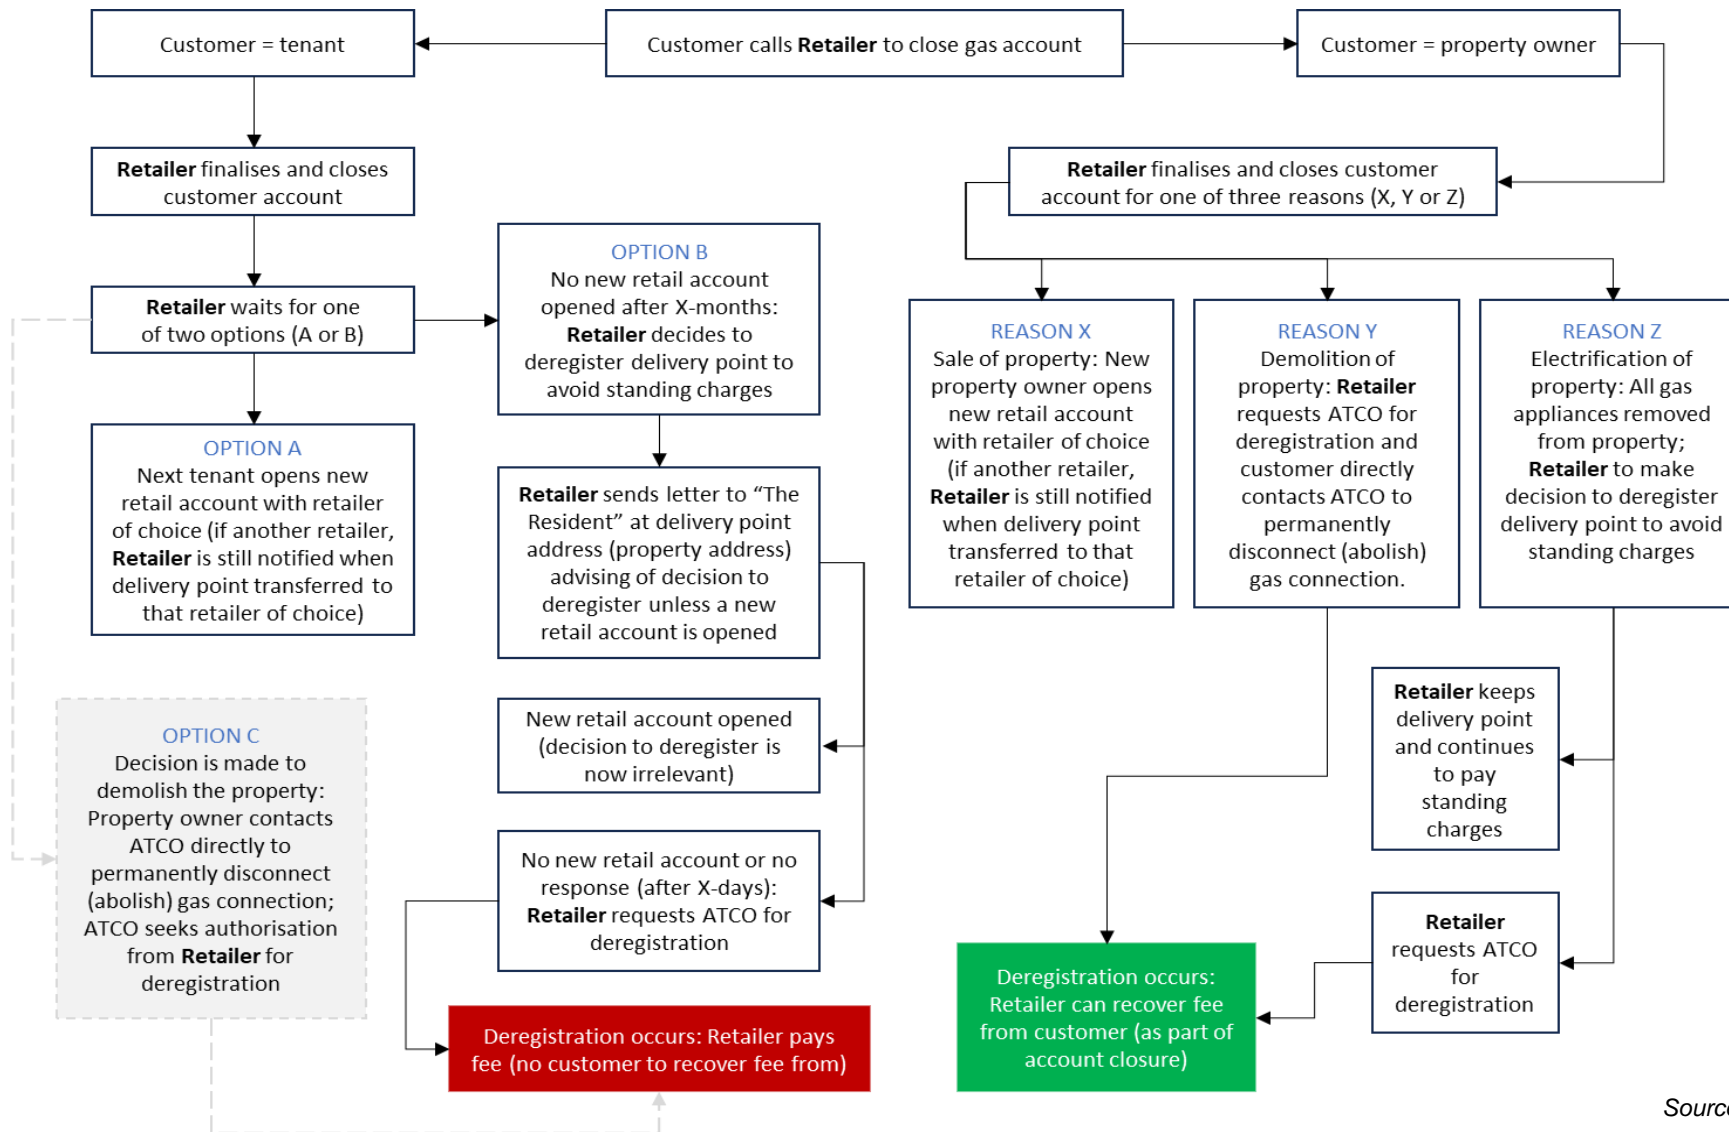 Customer = tenant
Customer calls Retailer to close gas account
Customer = property owner
Retailer finalises and closes
customer account
Retailer finalises and closes customer
account for one of three reasons (X, Y or Z)
Retailer waits for one
of two options (A or B)
OPTION B
No new retail account
opened after X-months:
Retailer decides to
deregister delivery point to
avoid standing charges
OPTION A
Next tenant opens new
retail account with retailer
of choice (if another retailer,
Retailer is still notified when
delivery point transferred to
that retailer of choice)
Retailer sends letter to “The
Resident” at delivery point
address (property address)
advising of decision to
deregister unless a new
retail account is opened
REASON X
Sale of property: New
property owner opens
new retail account
with retailer of choice
(if another retailer,
Retailer is still notified
when delivery point
transferred to that
retailer of choice)
REASON Y
Demolition of
property: Retailer
requests ATCO for
deregistration and
customer directly
contacts ATCO to
permanently
disconnect (abolish)
gas connection.
REASON Z
Electrification of
property: All gas
appliances removed
from property;
Retailer to make
decision to deregister
delivery point to avoid
standing charges
OPTION C
Decision is made to
demolish the property:
Property owner contacts
ATCO directly to
permanently disconnect
(abolish) gas connection;
ATCO seeks authorisation
from Retailer for
deregistration
New retail account opened
(decision to deregister is
now irrelevant)
No new retail account or no
response (after X-days):
Retailer requests ATCO for
deregistration
Retailer keeps
delivery point
and continues
to pay
standing
charges
Retailer
requests ATCO
for
deregistration
Deregistration occurs: Retailer pays
fee (no customer to recover fee from)
Deregistration occurs:
Retailer can recover fee
from customer (as part of
account closure)
Source